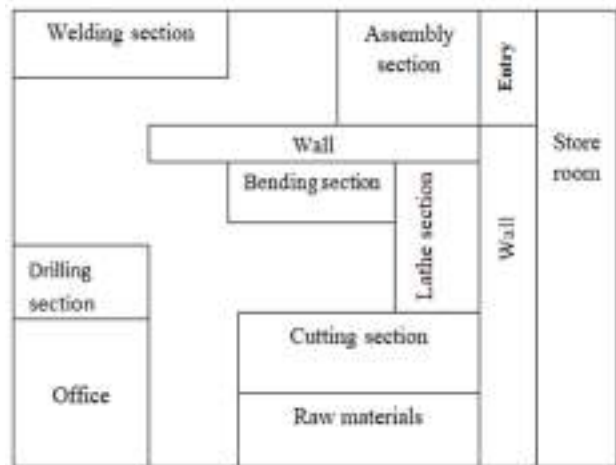 Welding section
Assembly
section
Entry
Wall
Store
room
Bending section
Lathe section
Wall
Drilling
section
Cutting section
Office
Raw materials